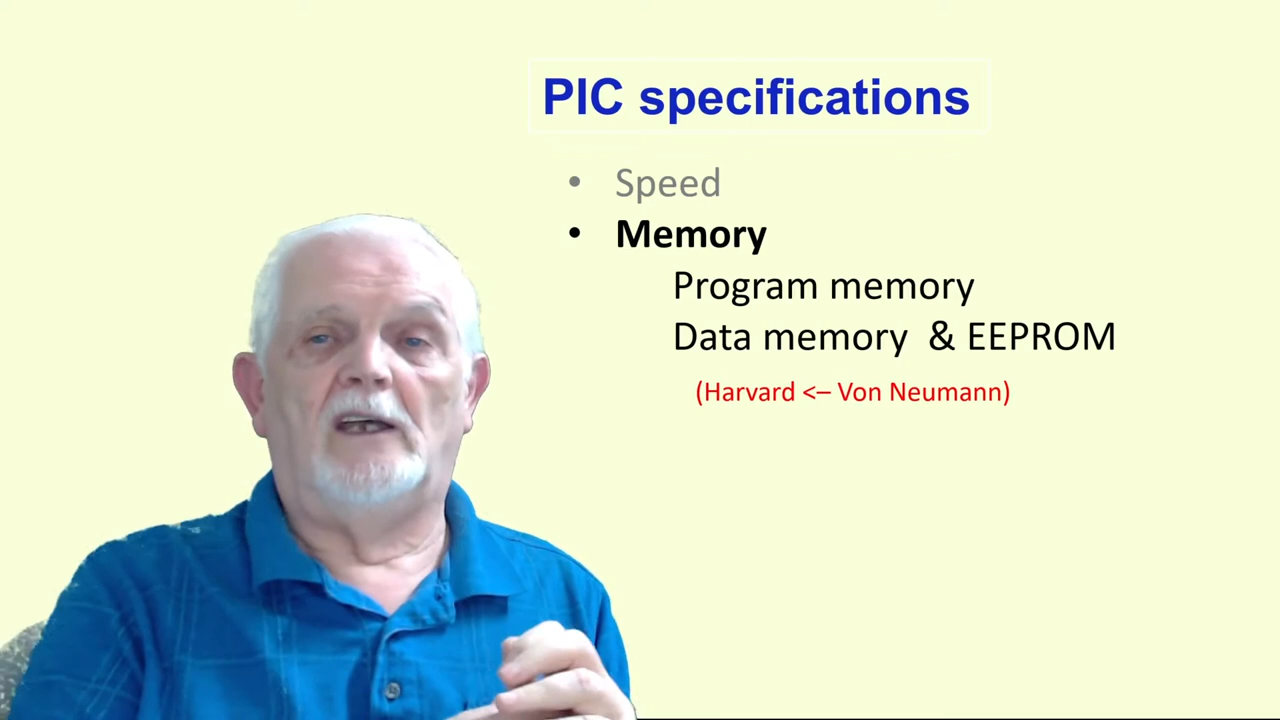 PIC specifications
• Speed
• Memory
Program memory
Data memory & EEPROM
(Harvard <– Von Neumann)